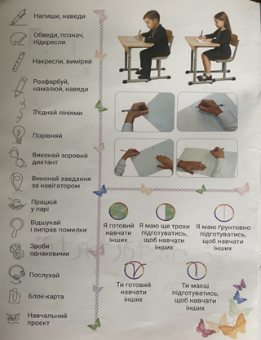 Напиши, наведи
Обведи, познач,
підкресли
Накресли, виміряй
Розфарбуй,
намалюй, наведи
З'єднай лініями
Порівняй
Виконай зоровий
диктант
Виконай завдання
за навігатором
Працюй
у парі
Відшукай
і виправ помилки
Зроби
однаковими
Послухай
Блок-карта
Навчальний
проєкт
Я готовий
навчати
інших
Я маю ще трохи
підготуватись,
щоб навчати
інших
Я маю ґрунтовно
підготуватись,
щоб навчати
інших
Ти готовий
навчати
інших
Ти маєш
підготуватись,
щоб навчати
інших